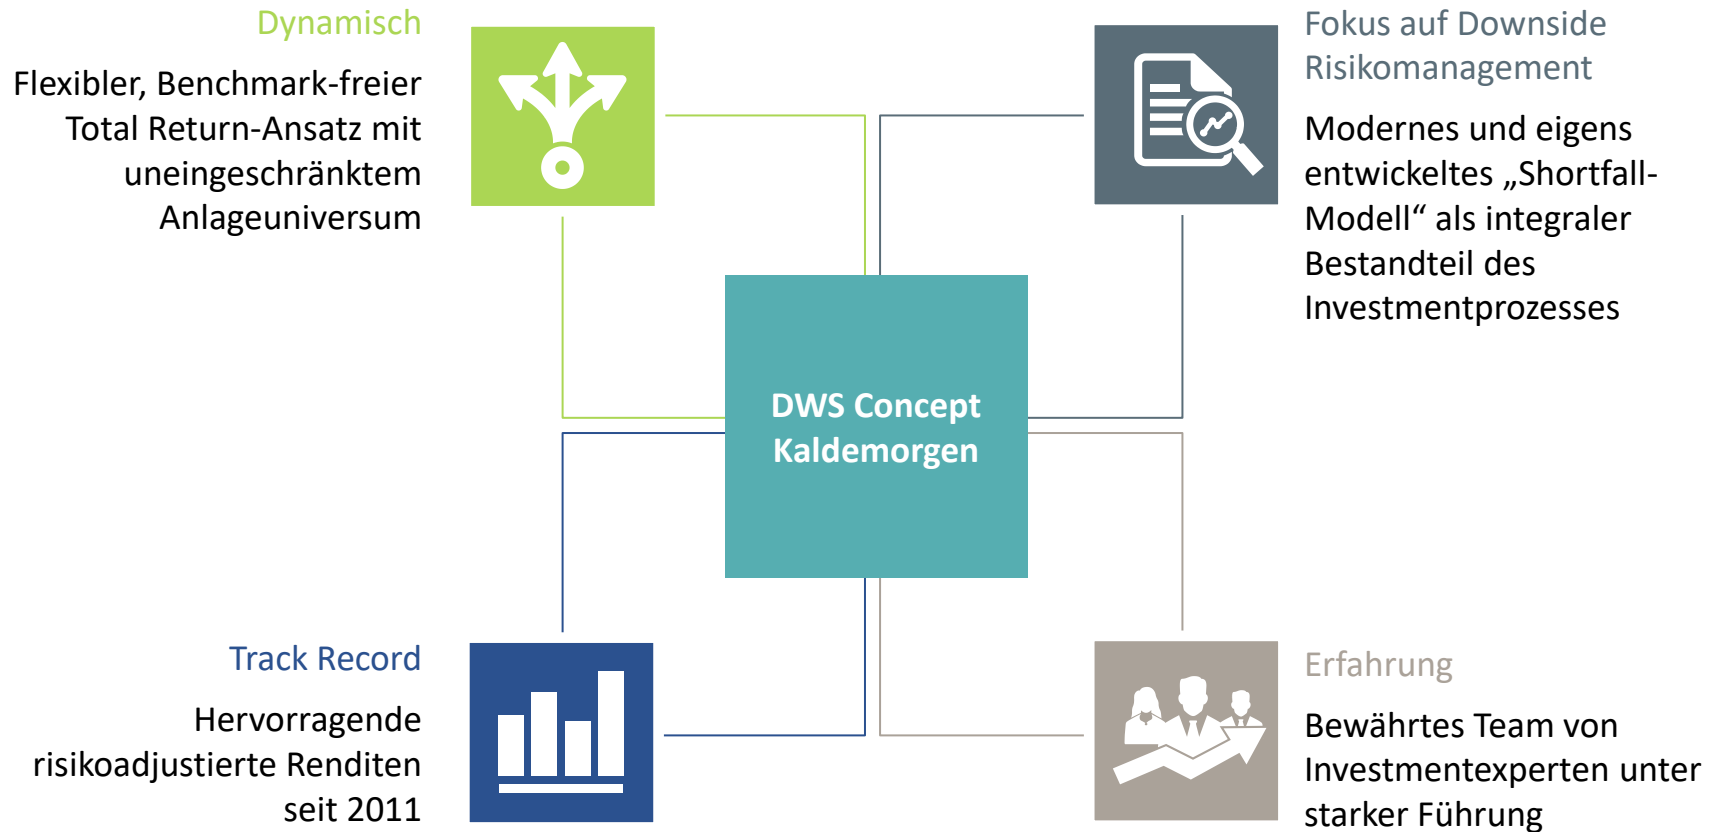 Dynamisch
Flexibler, Benchmark-freier
Total Return-Ansatz mit
uneingeschränktem
Anlageuniversum
Fokus auf Downside
Risikomanagement
Modernes und eigens
entwickeltes „Shortfall-
Modell“ als integraler
Bestandteil des
Investmentprozesses
DWS Concept
Kaldemorgen
Track Record
Hervorragende
risikoadjustierte Renditen
seit 2011
Erfahrung
Bewährtes Team von
Investmentexperten unter
starker Führung